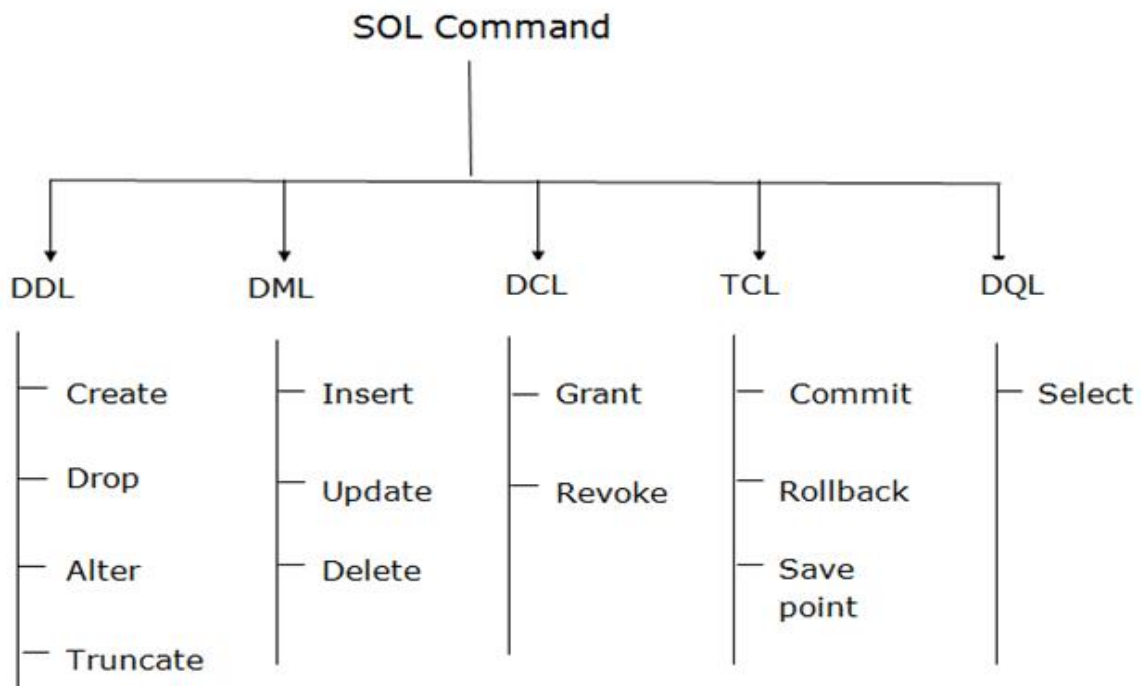 SOL Command
DDL
DML
DCL
TCL
DQL
Create
Drop
Alter
Truncate
Insert
Update
Delete
Grant
Revoke
Commit
Rollback
Save
point
Select